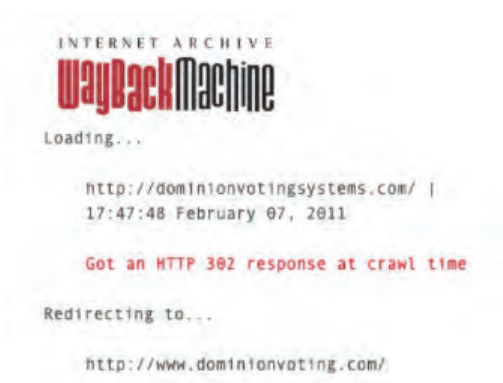 INTERNET ARCHIVE
WayBackMachine
Loading...
http://dominionvotingsystems.com/ |
17:47:48 February 07, 2011
Got an HTTP 302 response at crawl time
Redirecting to...
http://www.dominionvoting.com/